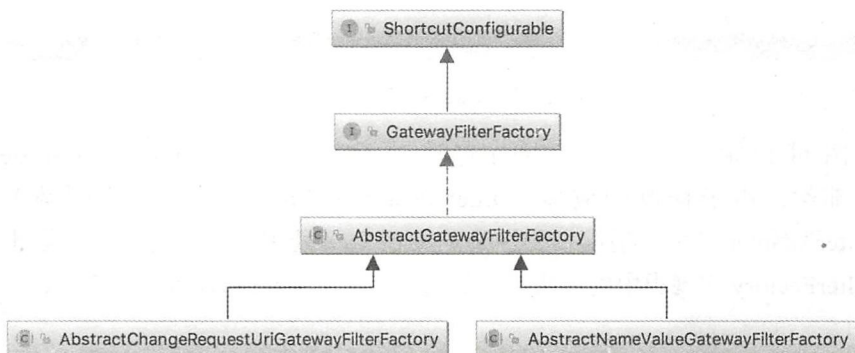 ShortcutConfigurable
GatewayFilterFactory
AbstractGatewayFilterFactory
AbstractChangeRequestUriGatewayFilterFactory
AbstractNameValueGatewayFilterFactory